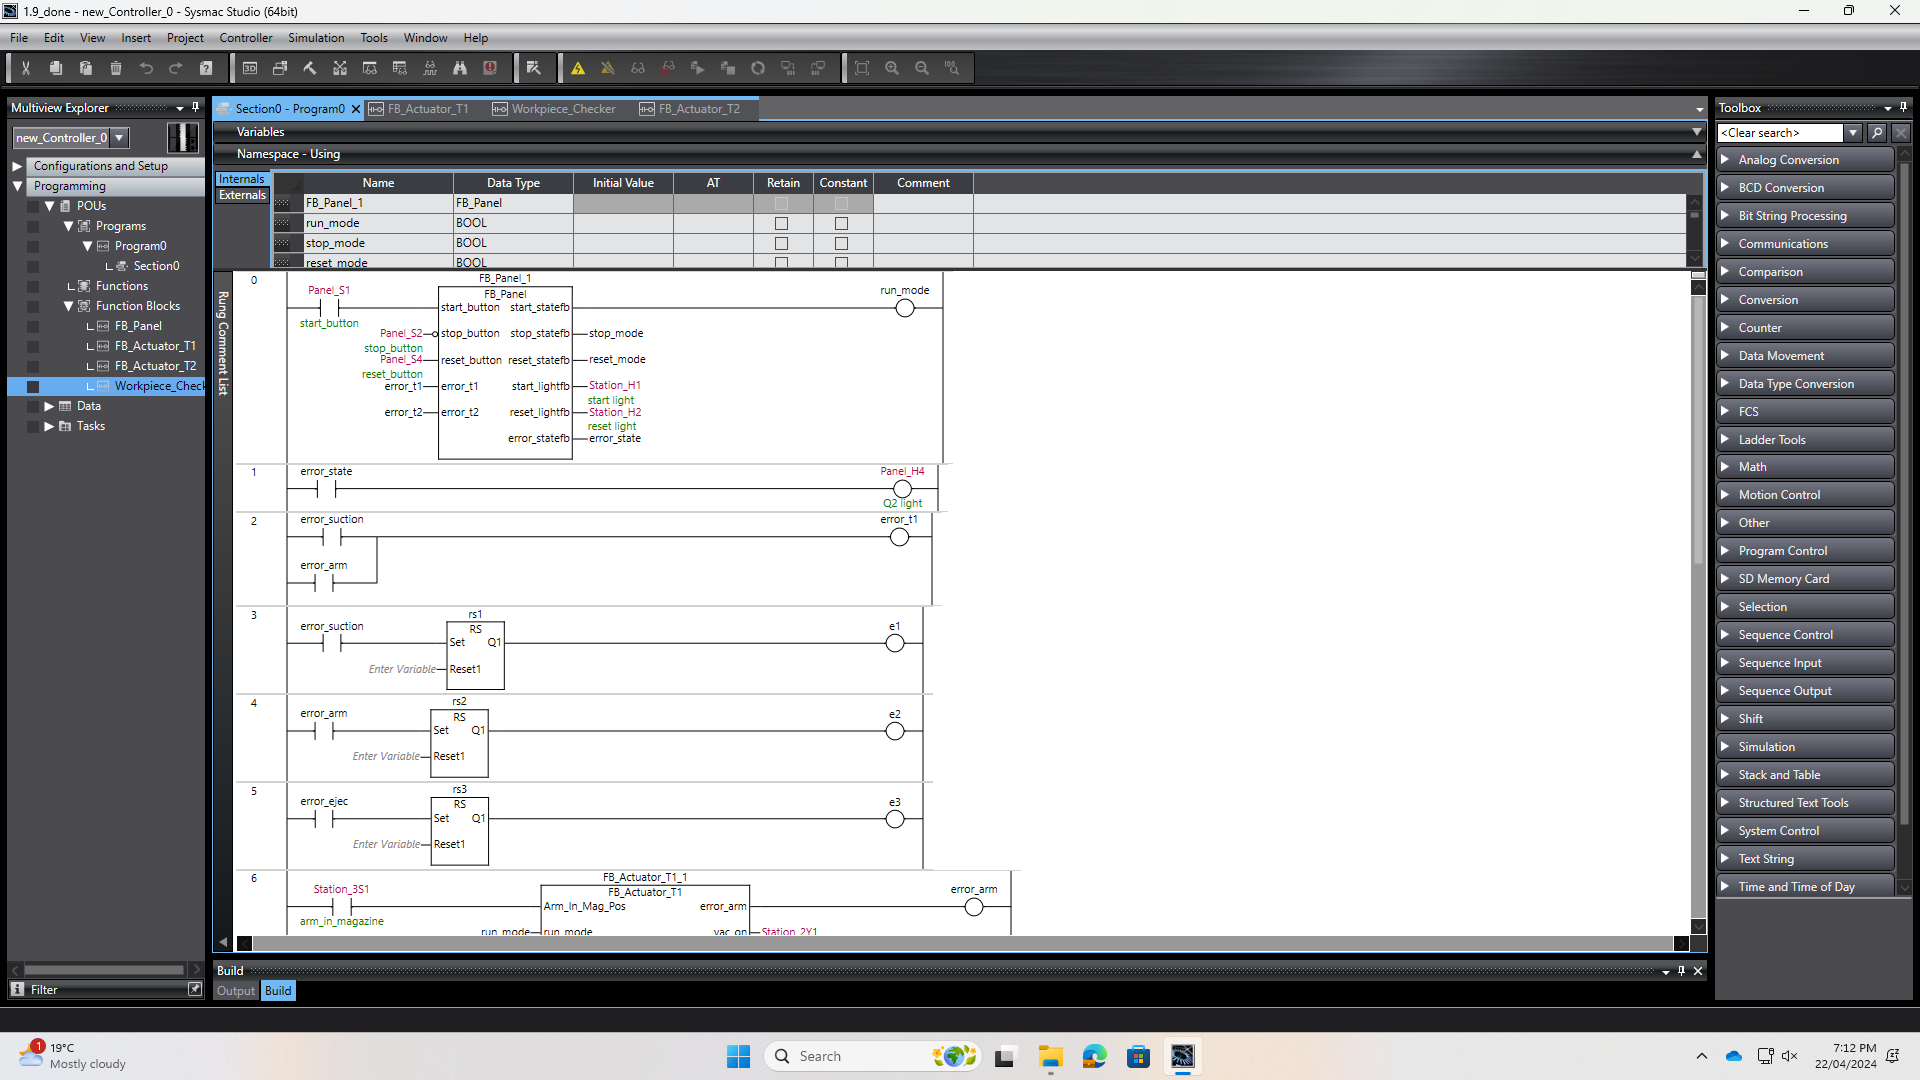 1.9_done - new_Controller_0 - Sysmac Studio (64bit)
File Edit View Insert Project Controller Simulation Tools Window Help
Multiview Explorer
new_Controller_0
Configurations and Setup
Programming
POUs
Programs
Program0
Section0
Functions
Function Blocks
FB_Panel
FB_Actuator_T1
FB_Actuator_T2
Workpiece_Check
Data
Tasks
Filter
Section0 - Program0 FB_Actuator_T1 Workpiece_Checker FB_Actuator_T2
Variables
Namespace - Using
Internals
Externals
Name Data Type Initial Value AT Retain Constant Comment
FB_Panel_1 FB_Panel
run_mode BOOL
stop_mode BOOL
reset_mode BOOL
Rung Comment List
0
FB_Panel_1
Panel_S1 FB_Panel run_mode
start_button start_statefb
start_button
Panel_S2 stop_button stop_statefb stop_mode
stop_button
Panel_S4 reset_button reset_statefb reset_mode
reset_button
error_t1 error_t1 start_lightfb Station_H1
start light
error_t2 error_t2 reset_lightfb Station_H2
reset light
error_statefb error_state
1
error_state Panel_H4
Q2 light
2
error_suction error_t1
error_arm
3
rs1
error_suction RS e1
Set Q1
Enter Variable Reset1
4
rs2
error_arm RS e2
Set Q1
Enter Variable Reset1
5
rs3
error_ejec RS e3
Set Q1
Enter Variable Reset1
6
FB_Actuator_T1_1
Station_3S1 FB_Actuator_T1 error_arm
Arm_In_Mag_Pos error_arm
arm_in_magazine
run_mode run_mode vac_on Station_2Y1
Build
Output Build
Toolbox
<Clear search>
Analog Conversion
BCD Conversion
Bit String Processing
Communications
Comparison
Conversion
Counter
Data Movement
Data Type Conversion
FCS
Ladder Tools
Math
Motion Control
Other
Program Control
SD Memory Card
Selection
Sequence Control
Sequence Input
Sequence Output
Shift
Simulation
Stack and Table
Structured Text Tools
System Control
Text String
Time and Time of Day
1
19°C
Mostly cloudy
Search
7:12 PM
22/04/2024